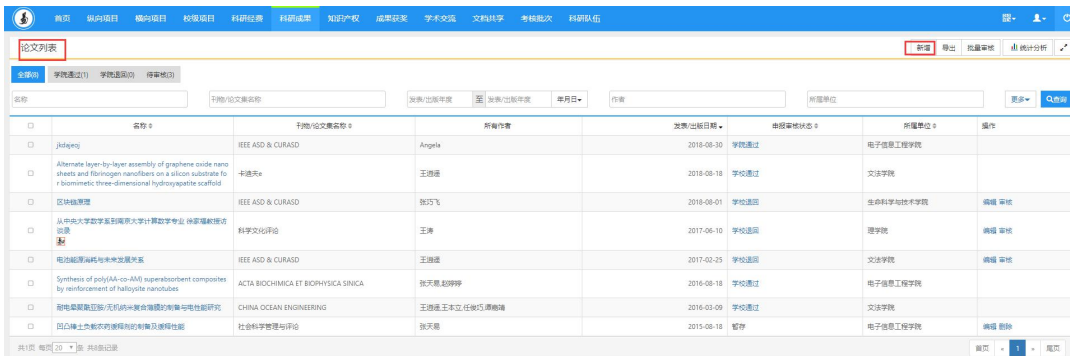 首页 纵向项目 横向项目 校级项目 科研经费 科研成果 知识产权 成果获奖 学术交流 文档共享 考核批次 科研队伍
论文列表 新增 导出 批量审核 统计分析
全部(8) 学院通过(1) 学院退回(0) 待审核(3)
名称 刊物/论文集名称 发表/出版年度 至 发表/出版年度 年月日 作者 所属单位 更多 查询
名称 刊物/论文集名称 所有作者 发表/出版日期 申报审核状态 所属单位 操作
jkdajeoj IEEE ASD & CURASD Angela 2018-08-30 学院通过 电子信息工程学院
Alternate layer-by-layer assembly of graphene oxide nano
sheets and fibrinogen nanofibers on a silicon substrate fo
r biomimetic three-dimensional hydroxyapatite scaffold
卡迪夫e 王逍遥 2018-08-18 学校通过 文法学院
区块链原理 IEEE ASD & CURASD 张巧飞 2018-08-01 学校退回 生命科学与技术学院 编辑 审核
从中央大学数学系到南京大学计算数学专业 徐家福教授访
谈录
科学文化评论 王涛 2017-06-10 学校退回 理学院 编辑 审核
电池能源消耗与未来发展关系 IEEE ASD & CURASD 王逍遥 2017-02-25 学校退回 文法学院 编辑 审核
Synthesis of poly(AA-co-AM) superabsorbent composites
by reinforcement of halloysite nanotubes
ACTA BIOCHIMICA ET BIOPHYSICA SINICA 张天易,赵婷婷 2016-08-18 学校通过 电子信息工程学院
耐电晕聚酰亚胺/无机纳米复合薄膜的制备与电性能研究 CHINA OCEAN ENGINEERING 王逍遥,王本立,任俊巧 2016-03-09 学校通过 文法学院
凹凸棒土负载农药缓释剂的制备及缓释性能 社会科学管理与评论 张天易 2015-08-18 暂存 电子信息工程学院 编辑 删除
共1页 每页 20 条 共8条记录 首页 « 1 » 尾页